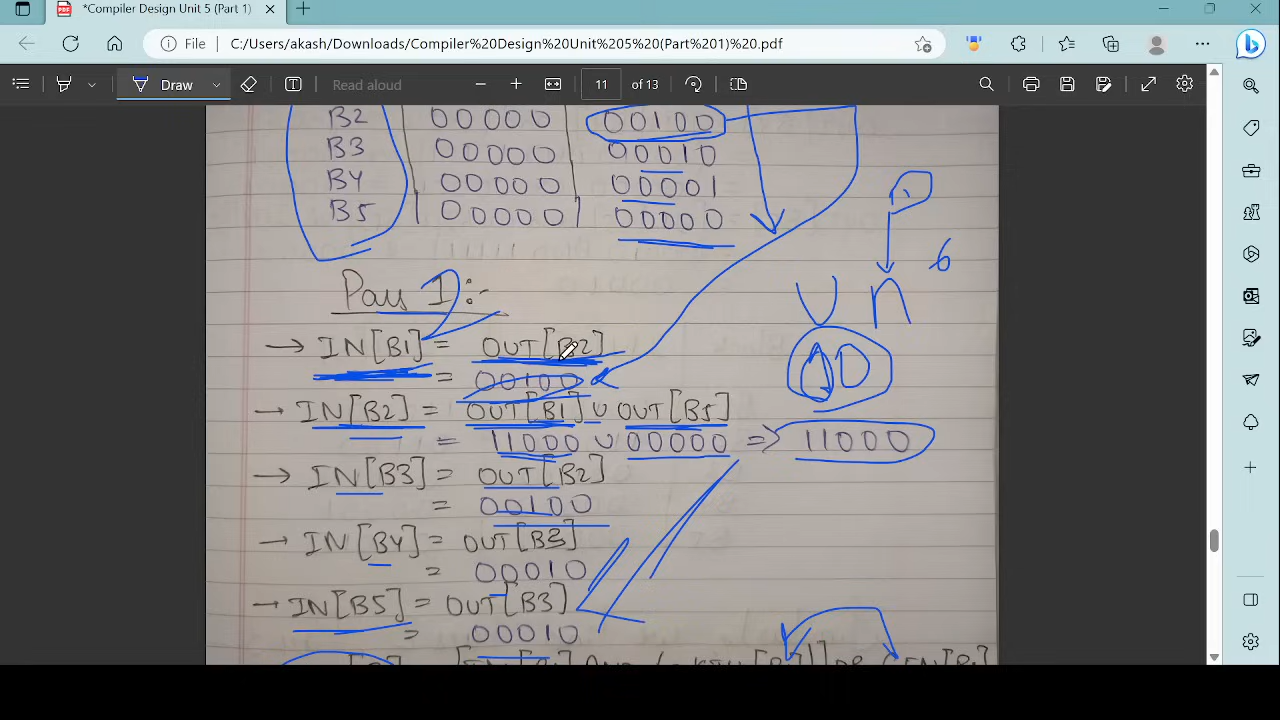 *Compiler Design Unit 5 (Part 1)
File C:/Users/akash/Downloads/Compiler%20Design%20Unit%205%20(Part%201)%20.pdf
Draw Read aloud 11 of 13
B2 00000 00100
B3 00000 00010
B4 00000 00001
B5 00000 00000
6
Pass 1:-
U n
→ IN[B1] = OUT[B2]
= 00100
→ IN[B2] = OUT[B1] U OUT[B5]
= 11000 U 00000 => 11000
→ IN[B3] = OUT[B2]
= 00100
→ IN[B4] = OUT[B3]
= 00010
→ IN[B5] = OUT[B3]
= 00010